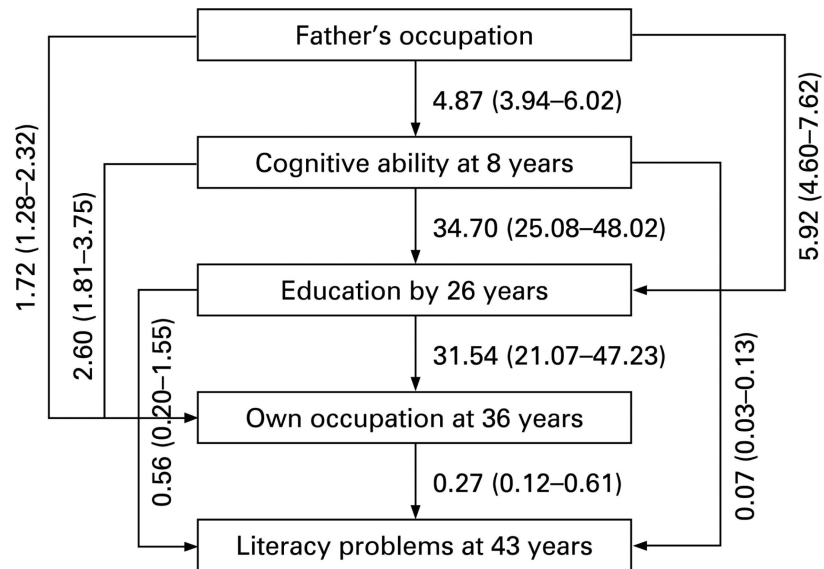 Father’s occupation
4.87 (3.94–6.02)
Cognitive ability at 8 years
34.70 (25.08–48.02)
Education by 26 years
31.54 (21.07–47.23)
Own occupation at 36 years
0.27 (0.12–0.61)
Literacy problems at 43 years
1.72 (1.28–2.32)
2.60 (1.81–3.75)
0.56 (0.20–1.55)
5.92 (4.60–7.62)
0.07 (0.03–0.13)